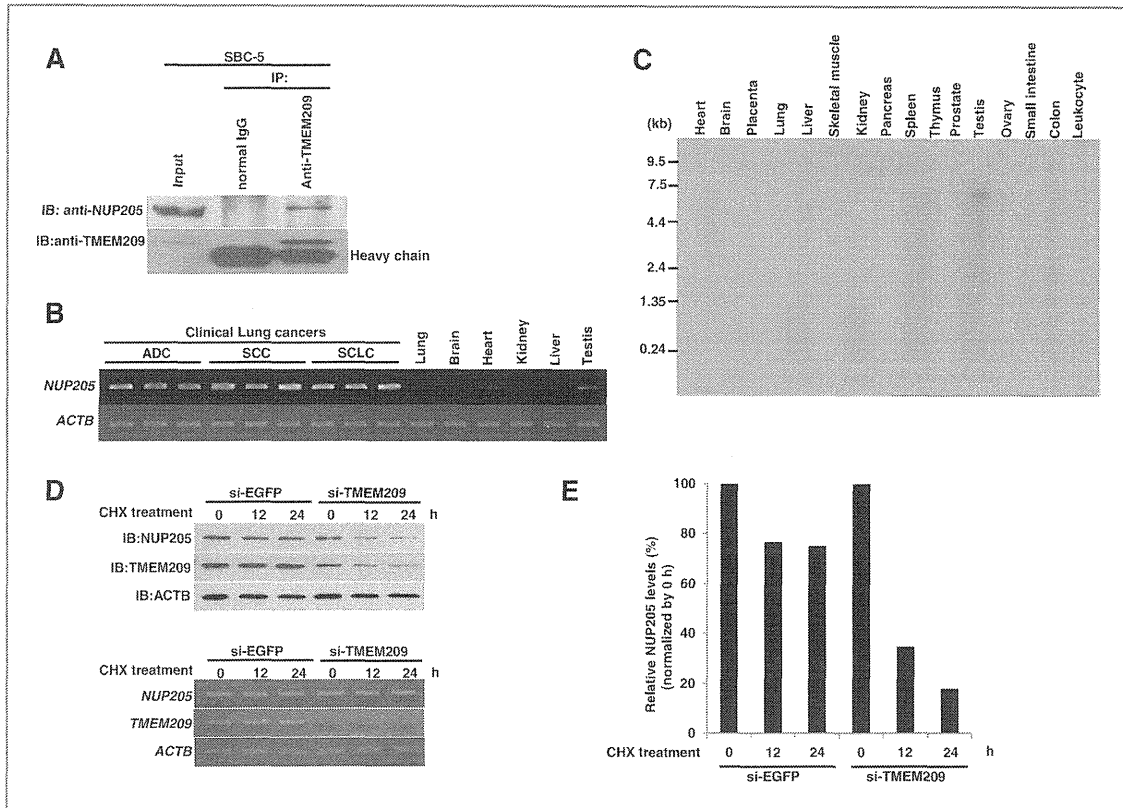 A
SBC-5
IP:
Input
normal IgG
Anti-TMEM209
IB: anti-NUP205
IB:anti-TMEM209
Heavy chain
B
Clinical Lung cancers
ADC SCC SCLC
Lung
Brain
Heart
Kidney
Liver
Testis
NUP205
ACTB
C
(kb)
Heart
Brain
Placenta
Lung
Liver
Skeletal muscle
Kidney
Pancreas
Spleen
Thymus
Prostate
Testis
Ovary
Small intestine
Colon
Leukocyte
9.5
7.5
4.4
2.4
1.35
0.24
D
si-EGFP si-TMEM209
CHX treatment 0 12 24 0 12 24 h
IB:NUP205
IB:TMEM209
IB:ACTB
si-EGFP si-TMEM209
CHX treatment 0 12 24 0 12 24 h
NUP205
TMEM209
ACTB
E
Relative NUP205 levels (%)
(normalized by 0 h)
100
80
60
40
20
0
CHX treatment 0 12 24 0 12 24 h
si-EGFP si-TMEM209